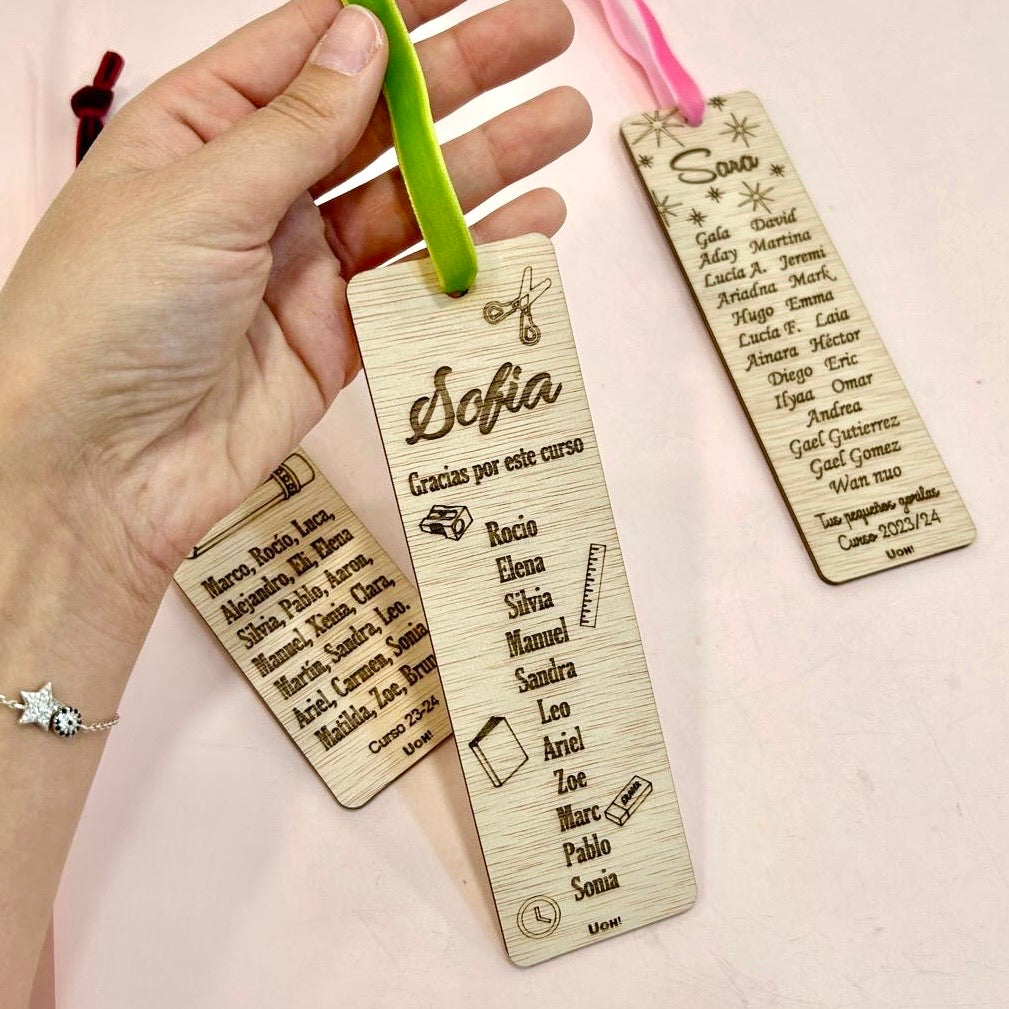 Sofia
Gracias por este curso
Rocio
Elena
Silvia
Manuel
Sandra
Leo
Ariel
Zoe
Marc
Pablo
Sonia
UOH!
Sara
Gala David
Aday Martina
Lucía A. Jeremi
Ariadna Mark
Hugo Emma
Lucía F. Laia
Ainara Héctor
Diego Eric
Ilyaa Omar
Andrea
Gael Gutierrez
Gael Gomez
Wan nuo
Tus pequeños gorilas
Curso 2023/24
UOH!
Marco, Rocío, Luca,
Alejandro, Eli, Elena
Silvia, Pablo, Aaron,
Manuel, Xenia, Clara,
Martín, Sandra, Leo.
Ariel, Carmen, Sonia
Matilda, Zoe,
Curso 23-24
UOH!